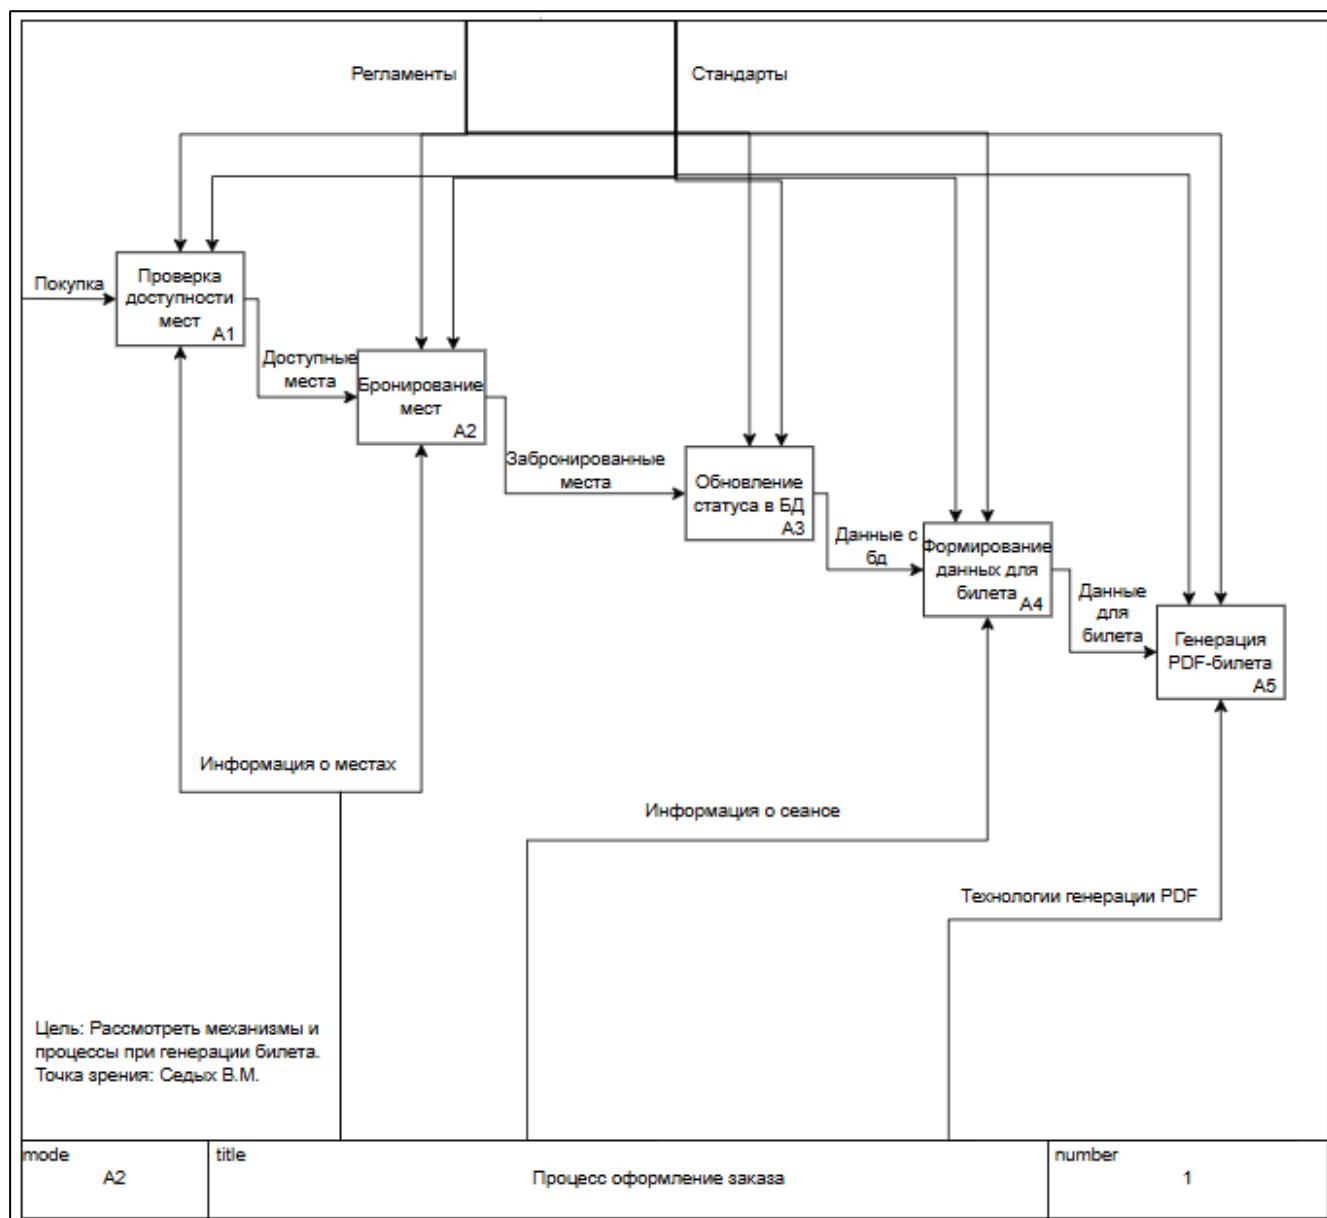 Регламенты
Стандарты
Покупка
Проверка
доступности
мест
A1
Доступные
места
Бронирование
мест
A2
Забронированные
места
Обновление
статуса в БД
A3
Данные с
бд
Формирование
данных для
билета
A4
Данные
для
билета
Генерация
PDF-билета
A5
Информация о местах
Информация о сеансе
Технологии генерации PDF
Цель: Рассмотреть механизмы и
процессы при генерации билета.
Точка зрения: Седых В.М.
mode
A2
title
Процесс оформление заказа
number
1